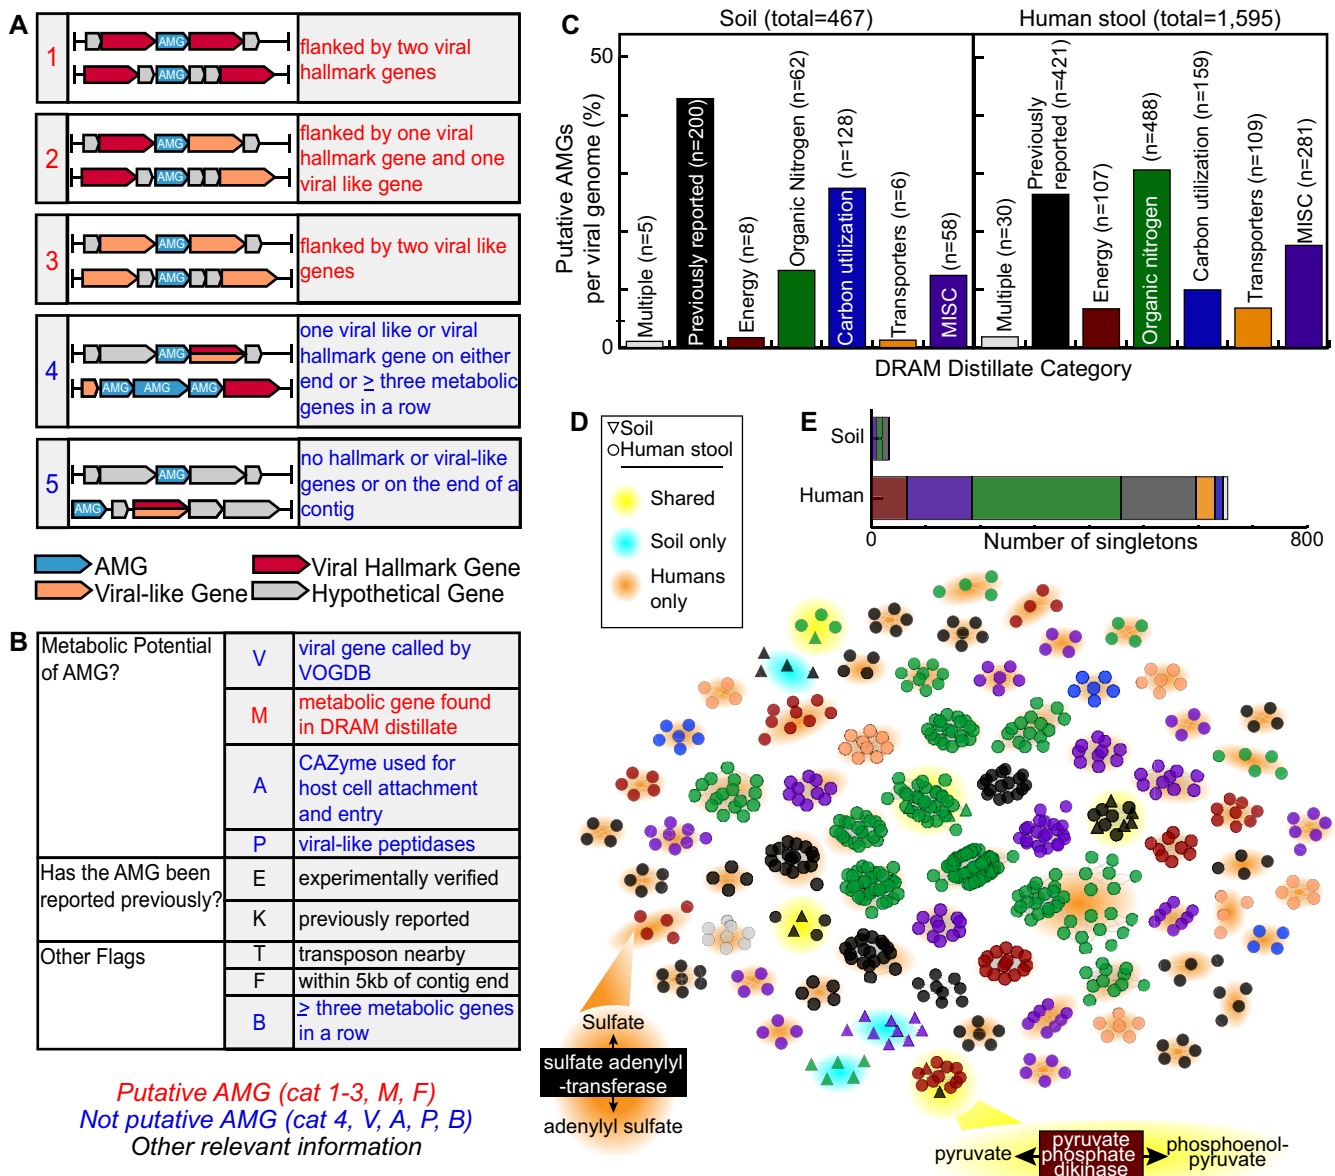 A
1
AMG
AMG
flanked by two viral
hallmark genes
2
AMG
AMG
flanked by one viral
hallmark gene and one
viral like gene
3
AMG
AMG
flanked by two viral like
genes
4
AMG
AMG AMG AMG
one viral like or viral
hallmark gene on either
end or ≥ three metabolic
genes in a row
5
AMG
AMG
no hallmark or viral-like
genes or on the end of a
contig
AMG
Viral Hallmark Gene
Viral-like Gene
Hypothetical Gene
B
Metabolic Potential
of AMG?
V
viral gene called by
VOGDB
M
metabolic gene found
in DRAM distillate
A
CAZyme used for
host cell attachment
and entry
P
viral-like peptidases
Has the AMG been
reported previously?
E
experimentally verified
K
previously reported
Other Flags
T
transposon nearby
F
within 5kb of contig end
B
≥ three metabolic genes
in a row
Putative AMG (cat 1-3, M, F)
Not putative AMG (cat 4, V, A, P, B)
Other relevant information
C
Soil (total=467)
Human stool (total=1,595)
Putative AMGs
per viral genome (%)
50
0
Multiple (n=5)
Previously reported (n=200)
Energy (n=8)
Organic Nitrogen (n=62)
Carbon utilization (n=128)
Transporters (n=6)
MISC (n=58)
Multiple (n=30)
Previously
reported (n=421)
Energy (n=107)
Organic nitrogen (n=488)
Carbon utilization (n=159)
Transporters (n=109)
MISC (n=281)
DRAM Distillate Category
D
Soil
Human stool
Shared
Soil only
Humans
only
E
Soil
Human
0
Number of singletons
800
Sulfate
sulfate adenylyl
-transferase
adenylyl sulfate
pyruvate
pyruvate
phosphate
dikinase
phosphoenol-
pyruvate